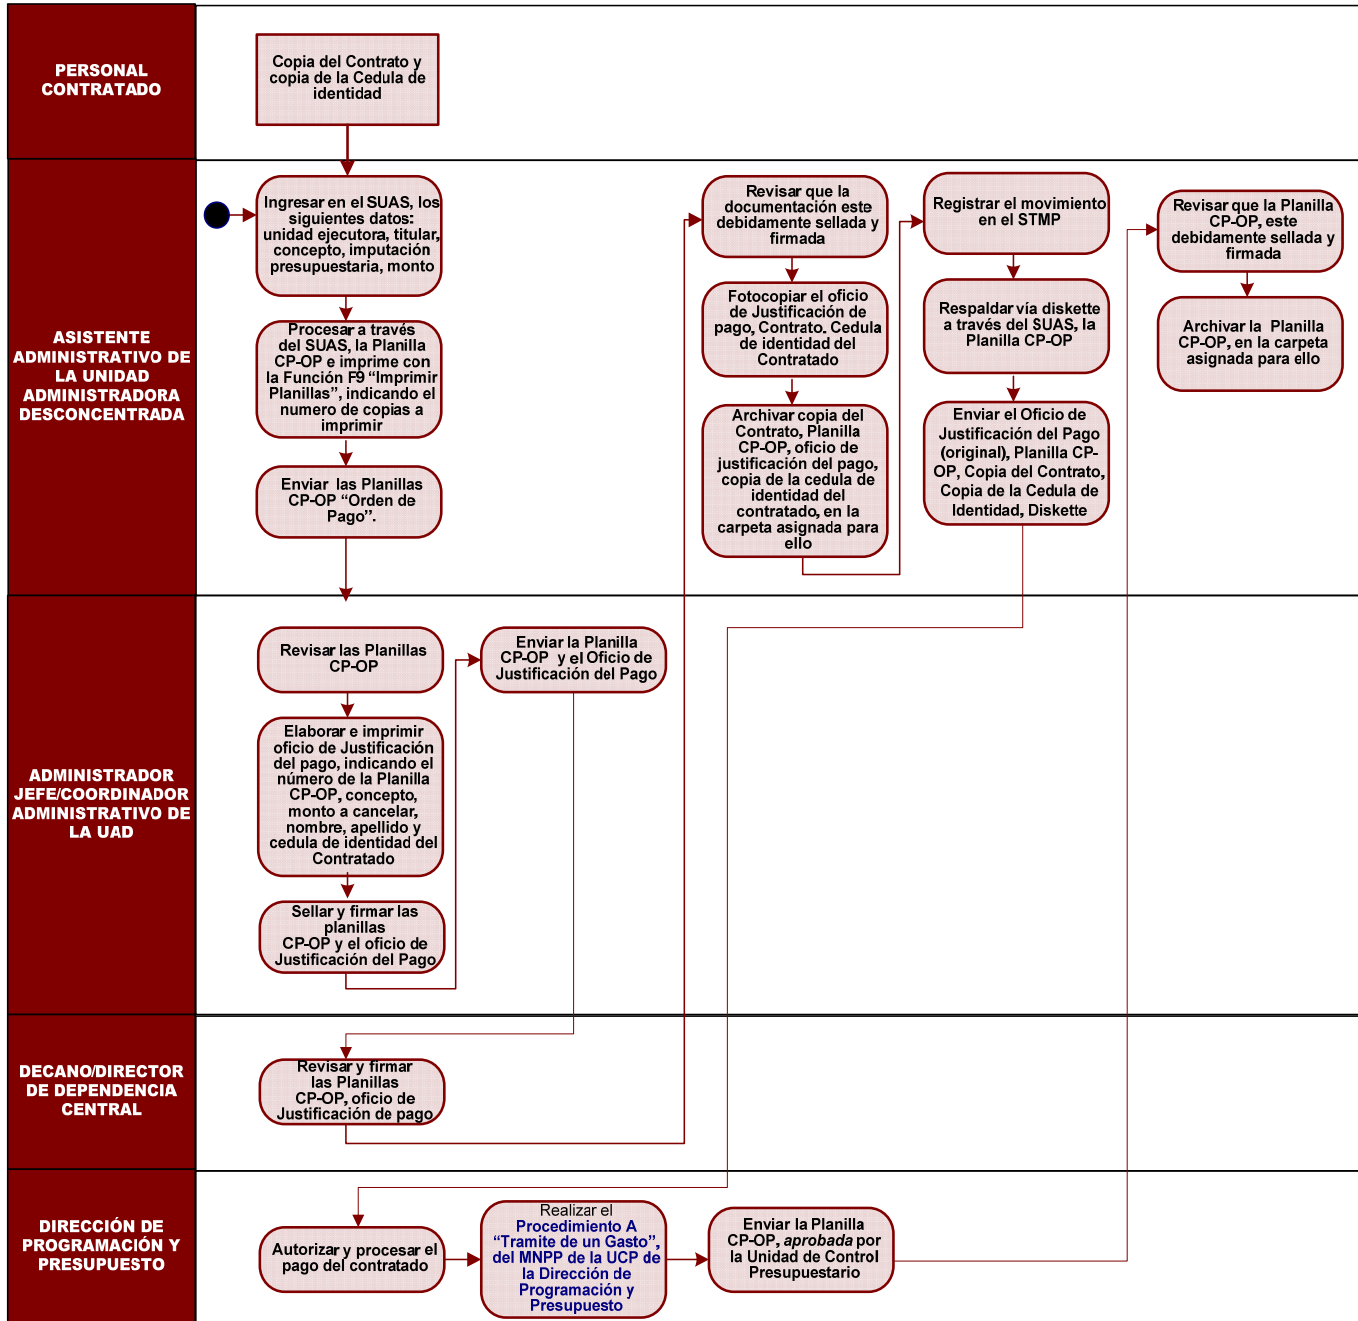 PERSONAL
CONTRATADO
Copia del Contrato y
copia de la Cedula de
identidad
ASISTENTE
ADMINISTRATIVO DE
LA UNIDAD
ADMINISTRADORA
DESCONCENTRADA
Ingresar en el SUAS, los
siguientes datos:
unidad ejecutora, titular,
concepto, imputación
presupuestaria, monto
Procesar a través
del SUAS, la Planilla
CP-OP e imprime con
la Función F9 “Imprimir
Planillas”, indicando el
numero de copias a
imprimir
Enviar las Planillas
CP-OP “Orden de
Pago”.
Revisar que la
documentación este
debidamente sellada y
firmada
Fotocopiar el oficio
de Justificación de
pago, Contrato. Cedula
de identidad del
Contratado
Archivar copia del
Contrato, Planilla
CP-OP, oficio de
justificación del pago,
copia de la cedula de
identidad del
contratado, en la
carpeta asignada para
ello
Registrar el movimiento
en el STMP
Respaldar vía diskette
a través del SUAS, la
Planilla CP-OP
Enviar el Oficio de
Justificación del Pago
(original), Planilla CP-
OP, Copia del Contrato,
Copia de la Cedula de
Identidad, Diskette
Revisar que la Planilla
CP-OP, este
debidamente sellada y
firmada
Archivar la Planilla
CP-OP, en la carpeta
asignada para ello
ADMINISTRADOR
JEFE/COORDINADOR
ADMINISTRATIVO DE
LA UAD
Revisar las Planillas
CP-OP
Elaborar e imprimir
oficio de Justificación
del pago, indicando el
número de la Planilla
CP-OP, concepto,
monto a cancelar,
nombre, apellido y
cedula de identidad del
Contratado
Sellar y firmar las
planillas
CP-OP y el oficio de
Justificación del Pago
Enviar la Planilla
CP-OP y el Oficio de
Justificación del Pago
DECANO/DIRECTOR
DE DEPENDENCIA
CENTRAL
Revisar y firmar
las Planillas
CP-OP, oficio de
Justificación de pago
DIRECCIÓN DE
PROGRAMACIÓN Y
PRESUPUESTO
Autorizar y procesar el
pago del contratado
Realizar el
Procedimiento A
“Tramite de un Gasto”,
del MNPP de la UCP de
la Dirección de
Programación y
Presupuesto
Enviar la Planilla
CP-OP, aprobada por
la Unidad de Control
Presupuestario